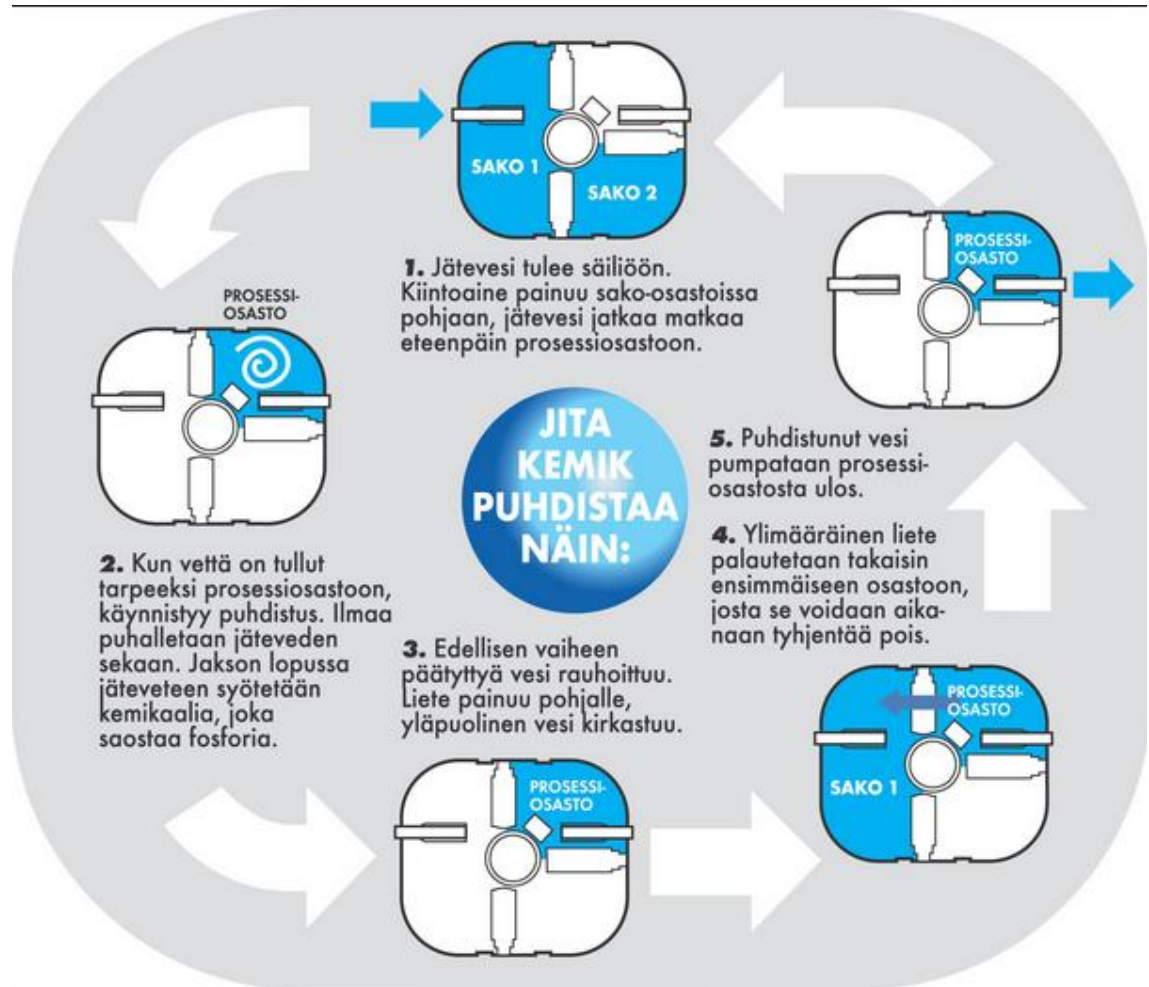 SAKO 1
SAKO 2
1. Jätevesi tulee säiliöön.
Kiintoaine painuu sako-osastoissa
pohjaan, jätevesi jatkaa matkaa
eteenpäin prosessiosastoon.
PROSESSI-
OSASTO
2. Kun vettä on tullut
tarpeeksi prosessiosastoon,
käynnistyy puhdistus. Ilmaa
puhalletaan jäteveden
sekaan. Jakson lopussa
jäteveteen syötetään
kemikaalia, joka
saostaa fosforia.
JITA
KEMIK
PUHDISTAA
NÄIN:
3. Edellisen vaiheen
päätyttyä vesi rauhoittuu.
Liete painuu pohjalle,
yläpuolinen vesi kirkastuu.
PROSESSI-
OSASTO
4. Ylimääräinen liete
palautetaan takaisin
ensimmäiseen osastoon,
josta se voidaan aika-
naan tyhjentää pois.
PROSESSI-
OSASTO
SAKO 1
PROSESSI-
OSASTO
5. Puhdistunut vesi
pumpataan prosessi-
osastosta ulos.